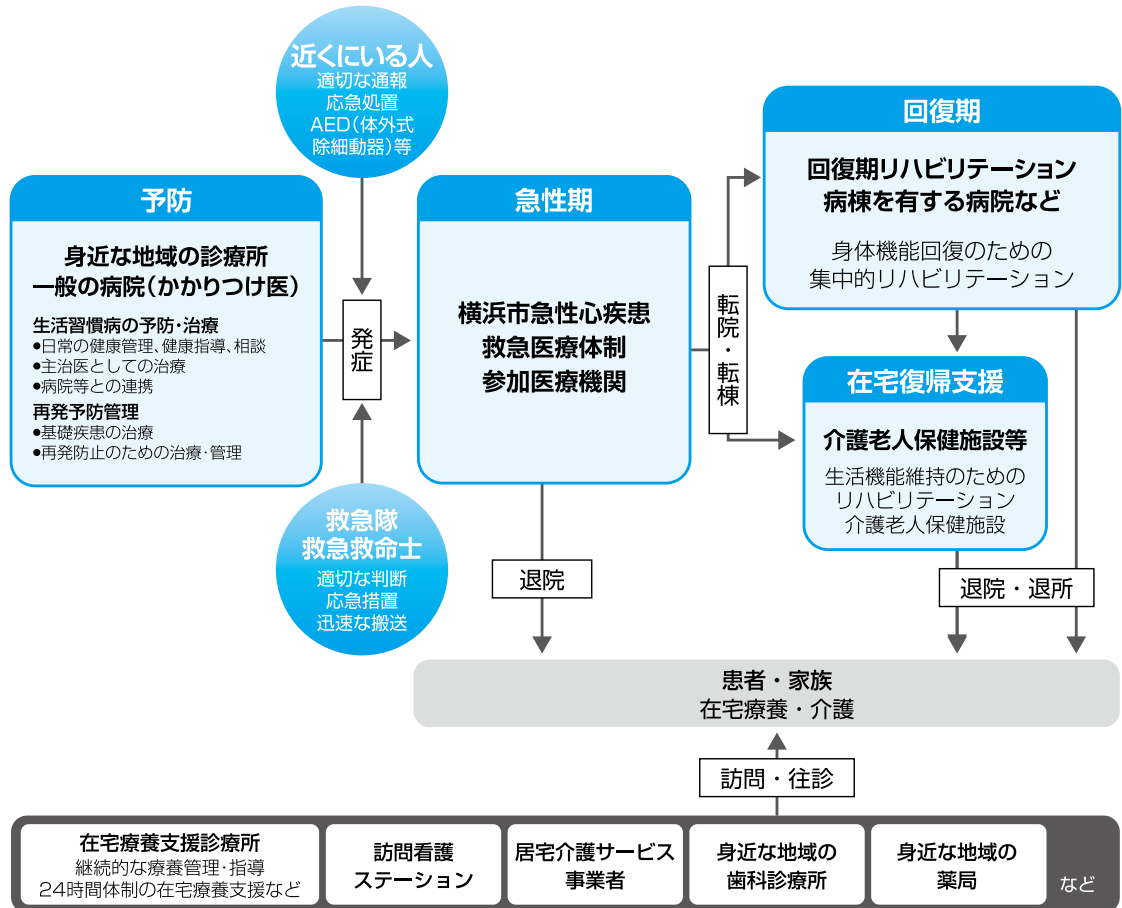 近くにいる人
適切な通報
応急処置
AED(体外式
除細動器)等
予防
身近な地域の診療所
一般の病院(かかりつけ医)
生活習慣病の予防・治療
●日常の健康管理、健康指導、相談
●主治医としての治療
●病院等との連携
再発予防管理
●基礎疾患の治療
●再発防止のための治療・管理
発症
救急隊
救急救命士
適切な判断
応急措置
迅速な搬送
急性期
横浜市急性心疾患
救急医療体制
参加医療機関
転院・転棟
回復期
回復期リハビリテーション
病棟を有する病院など
身体機能回復のための
集中的リハビリテーション
在宅復帰支援
介護老人保健施設等
生活機能維持のための
リハビリテーション
介護老人保健施設
退院
退院・退所
患者・家族
在宅療養・介護
訪問・往診
在宅療養支援診療所
継続的な療養管理・指導
24時間体制の在宅療養支援など
訪問看護
ステーション
居宅介護サービス
事業者
身近な地域の
歯科診療所
身近な地域の
薬局
など